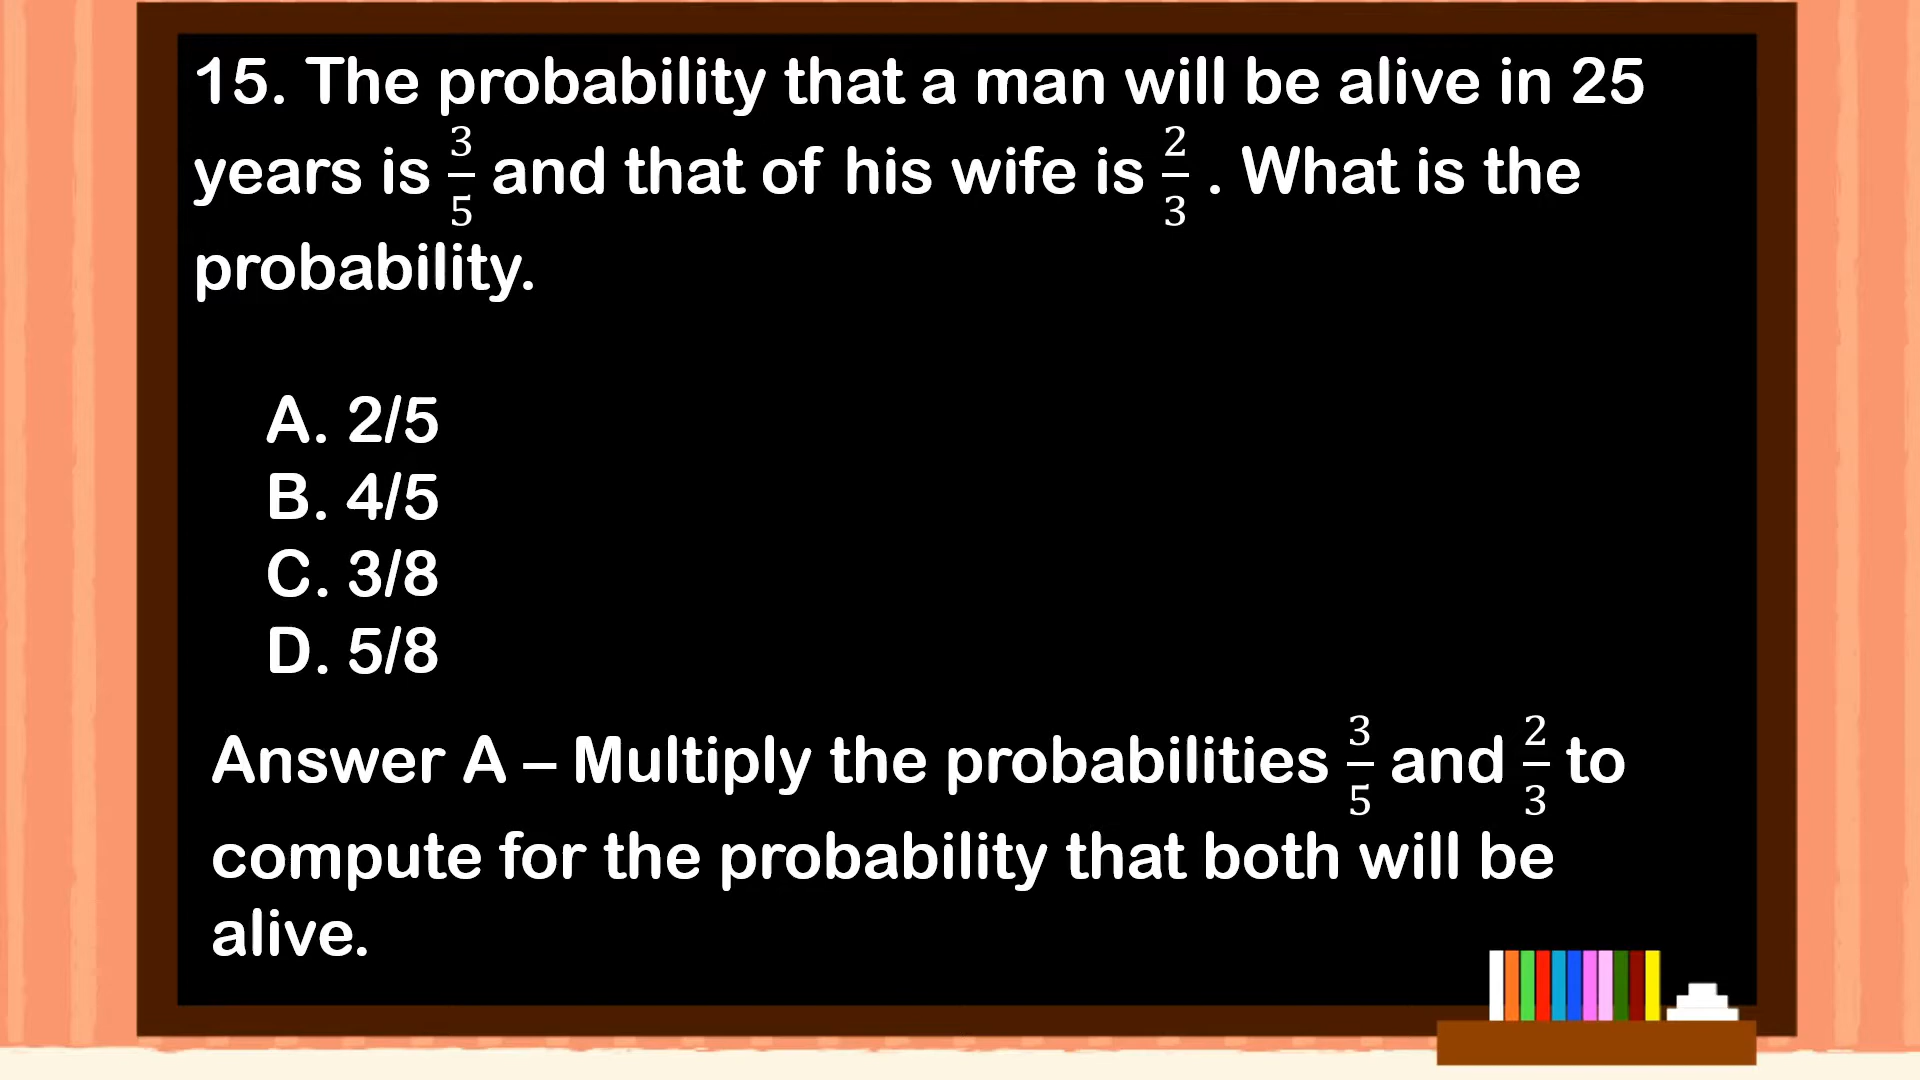 15. The probability that a man will be alive in 25
years is 3/5 and that of his wife is 2/3 . What is the
probability.
A. 2/5
B. 4/5
C. 3/8
D. 5/8
Answer A – Multiply the probabilities 3/5 and 2/3 to
compute for the probability that both will be
alive.